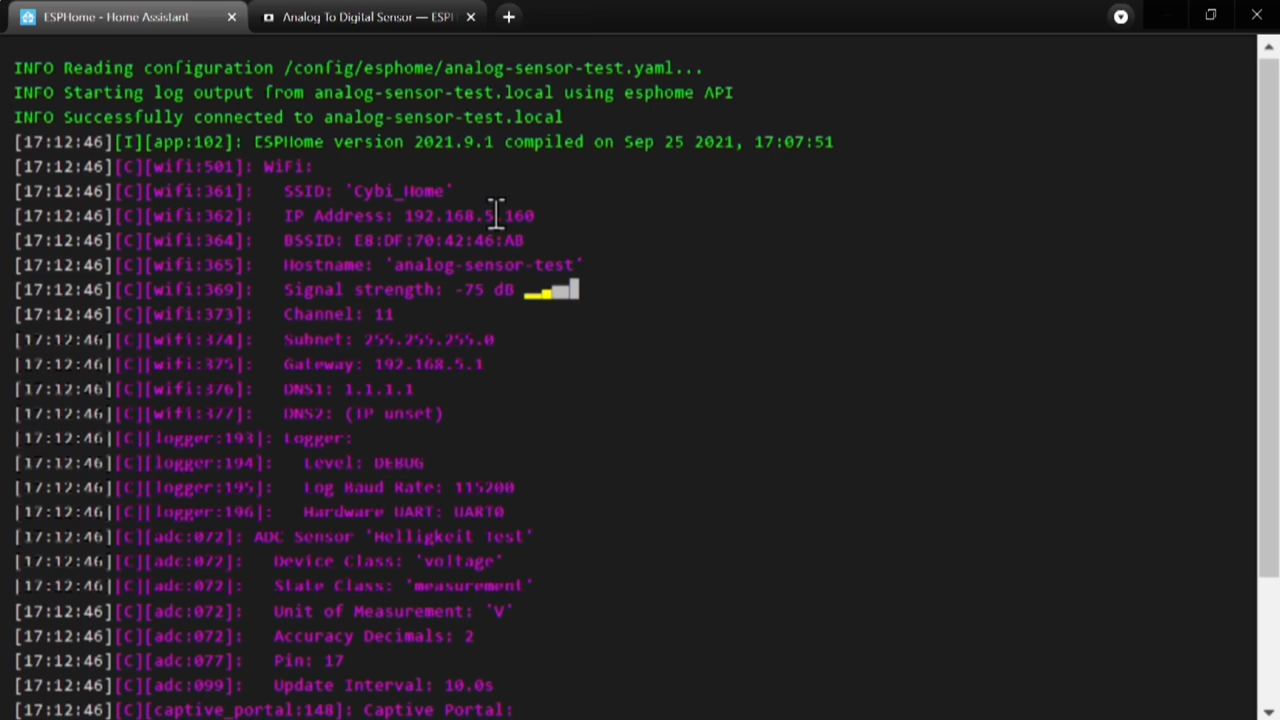 ESPHome - Home Assistant
Analog To Digital Sensor — ESPH
INFO Reading configuration /config/esphome/analog-sensor-test.yaml...
INFO Starting log output from analog-sensor-test.local using esphome API
INFO Successfully connected to analog-sensor-test.local
[17:12:46][I][app:102]: ESPHome version 2021.9.1 compiled on Sep 25 2021, 17:07:51
[17:12:46][C][wifi:501]: WiFi:
[17:12:46][C][wifi:361]:   SSID: 'Cybi_Home'
[17:12:46][C][wifi:362]:   IP Address: 192.168.5.160
[17:12:46][C][wifi:364]:   BSSID: E8:DF:70:42:46:AB
[17:12:46][C][wifi:365]:   Hostname: 'analog-sensor-test'
[17:12:46][C][wifi:369]:   Signal strength: -75 dB ▂▄▆█
[17:12:46][C][wifi:373]:   Channel: 11
[17:12:46][C][wifi:374]:   Subnet: 255.255.255.0
[17:12:46][C][wifi:375]:   Gateway: 192.168.5.1
[17:12:46][C][wifi:376]:   DNS1: 1.1.1.1
[17:12:46][C][wifi:377]:   DNS2: (IP unset)
[17:12:46][C][logger:193]: Logger:
[17:12:46][C][logger:194]:   Level: DEBUG
[17:12:46][C][logger:195]:   Log Baud Rate: 115200
[17:12:46][C][logger:196]:   Hardware UART: UART0
[17:12:46][C][adc:072]: ADC Sensor 'Helligkeit Test'
[17:12:46][C][adc:072]:   Device Class: 'voltage'
[17:12:46][C][adc:072]:   State Class: 'measurement'
[17:12:46][C][adc:072]:   Unit of Measurement: 'V'
[17:12:46][C][adc:072]:   Accuracy Decimals: 2
[17:12:46][C][adc:077]:   Pin: 17
[17:12:46][C][adc:099]:   Update Interval: 10.0s
[17:12:46][C][captive_portal:148]: Captive Portal: